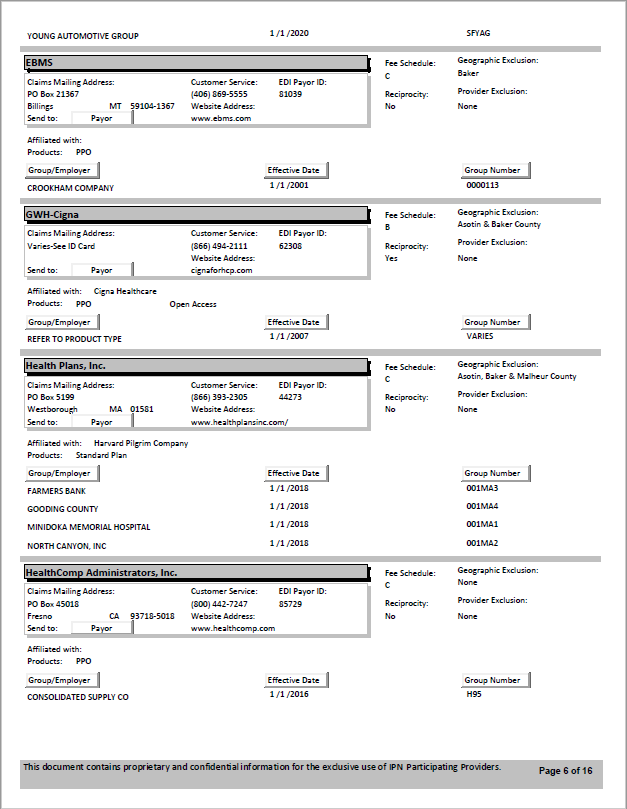 YOUNG AUTOMOTIVE GROUP 1 /1 /2020 SFYAG
EBMS
Fee Schedule: Geographic Exclusion:
C Baker
Claims Mailing Address: Customer Service: EDI Payor ID:
PO Box 21367 (406) 869-5555 81039
Reciprocity: Provider Exclusion:
Billings MT 59104-1367 Website Address:
No None
Send to: Payor www.ebms.com
Affiliated with:
Products: PPO
Group/Employer Effective Date Group Number
CROOKHAM COMPANY 1 /1 /2001 0000113
GWH-Cigna
Fee Schedule: Geographic Exclusion:
B Asotin & Baker County
Claims Mailing Address: Customer Service: EDI Payor ID:
Varies-See ID Card (866) 494-2111 62308
Reciprocity: Provider Exclusion:
Website Address:
Yes None
Send to: Payor cignaforhcp.com
Affiliated with: Cigna Healthcare
Products: PPO Open Access
Group/Employer Effective Date Group Number
REFER TO PRODUCT TYPE 1 /1 /2007 VARIES
Health Plans, Inc.
Fee Schedule: Geographic Exclusion:
C Asotin, Baker & Malheur County
Claims Mailing Address: Customer Service: EDI Payor ID:
PO Box 5199 (866) 393-2305 44273
Reciprocity: Provider Exclusion:
Westborough MA 01581 Website Address:
No None
Send to: Payor www.healthplansinc.com/
Affiliated with: Harvard Pilgrim Company
Products: Standard Plan
Group/Employer Effective Date Group Number
FARMERS BANK 1 /1 /2018 001MA3
GOODING COUNTY 1 /1 /2018 001MA4
MINIDOKA MEMORIAL HOSPITAL 1 /1 /2018 001MA1
NORTH CANYON, INC 1 /1 /2018 001MA2
HealthComp Administrators, Inc.
Fee Schedule: Geographic Exclusion:
C None
Claims Mailing Address: Customer Service: EDI Payor ID:
PO Box 45018 (800) 442-7247 85729
Reciprocity: Provider Exclusion:
Fresno CA 93718-5018 Website Address:
No None
Send to: Payor www.healthcomp.com
Affiliated with:
Products: PPO
Group/Employer Effective Date Group Number
CONSOLIDATED SUPPLY CO 1 /1 /2016 H95
This document contains proprietary and confidential information for the exclusive use of IPN Participating Providers. Page 6 of 16